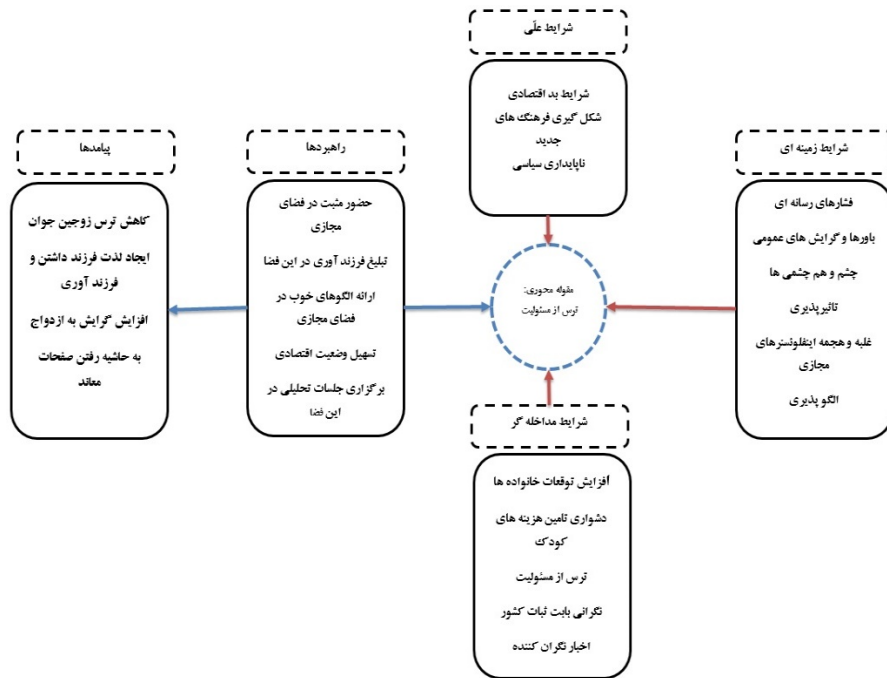 شرایط علّی
شرایط بد اقتصادی
شکل گیری فرهنگ های
جدید
ناپایداری سیاسی
شرایط زمینه ای
فشارهای رسانه ای
باورها و گرایش های عمومی
چشم و هم چشمی ها
تاثیرپذیری
غلبه و هجمه اینفلوئنسرهای
مجازی
الگو پذیری
مقوله محوری:
ترس از مسئولیت
شرایط مداخله گر
افزایش توقعات خانواده ها
دشواری تامین هزینه های
کودک
ترس از مسئولیت
نگرانی بابت ثبات کشور
اخبار نگران کننده
راهبردها
حضور مثبت در فضای
مجازی
تبلیغ فرزند آوری در این فضا
ارائه الگوهای خوب در
فضای مجازی
تسهیل وضعیت اقتصادی
برگزاری جلسات تحلیلی در
این فضا
پیامدها
کاهش ترس زوجین جوان
ایجاد لذت فرزند داشتن و
فرزند آوری
افزایش گرایش به ازدواج
به حاشیه رفتن صفحات
معاند